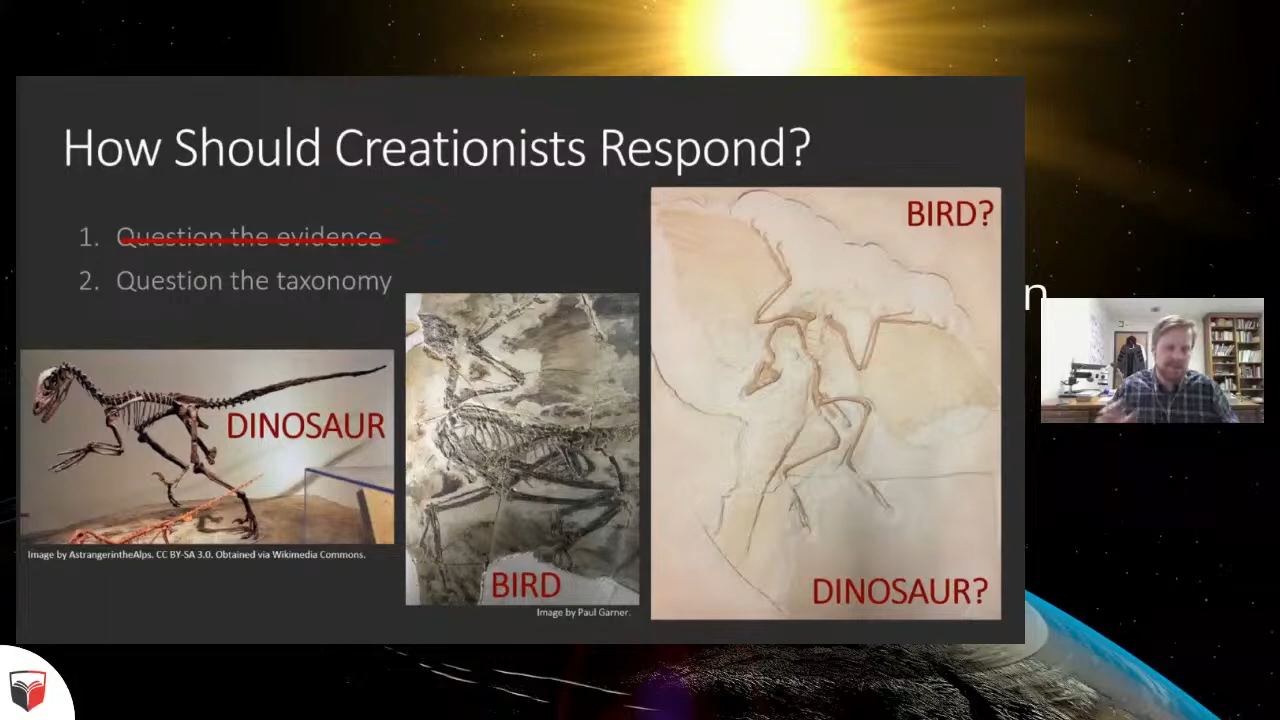 How Should Creationists Respond?
1. Question the evidence
2. Question the taxonomy
BIRD?
DINOSAUR
Image by AstrangerintheAlps. CC BY-SA 3.0. Obtained via Wikimedia Commons.
BIRD
Image by Paul Garner.
DINOSAUR?
n